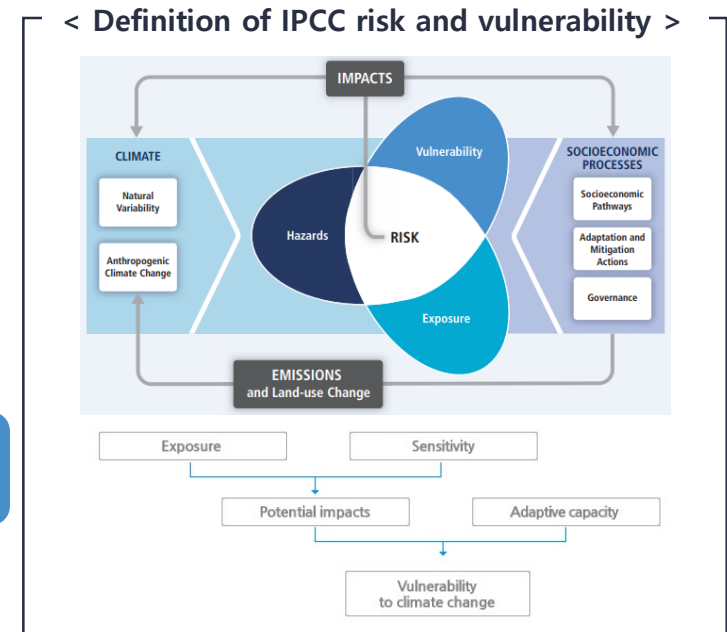 < Definition of IPCC risk and vulnerability >
IMPACTS
CLIMATE
Natural
Variability
Anthropogenic
Climate Change
Vulnerability
Hazards
RISK
Exposure
SOCIOECONOMIC
PROCESSES
Socioeconomic
Pathways
Adaptation and
Mitigation
Actions
Governance
EMISSIONS
and Land-use Change
Exposure
Sensitivity
Potential impacts
Adaptive capacity
Vulnerability
to climate change